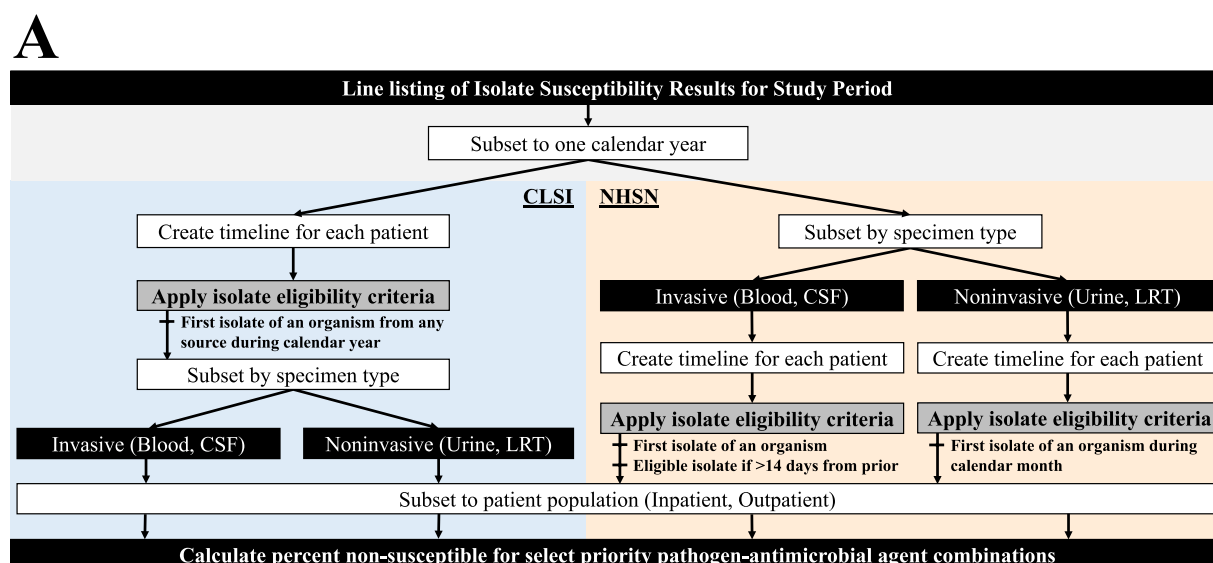 A
Line listing of Isolate Susceptibility Results for Study Period
Subset to one calendar year
CLSI
NHSN
Create timeline for each patient
Apply isolate eligibility criteria
First isolate of an organism from any
source during calendar year
Subset by specimen type
Invasive (Blood, CSF)
Noninvasive (Urine, LRT)
Subset by specimen type
Invasive (Blood, CSF)
Noninvasive (Urine, LRT)
Create timeline for each patient
Create timeline for each patient
Apply isolate eligibility criteria
Apply isolate eligibility criteria
First isolate of an organism
Eligible isolate if >14 days from prior
First isolate of an organism during
calendar month
Subset to patient population (Inpatient, Outpatient)
Calculate percent non-susceptible for select priority pathogen-antimicrobial agent combinations